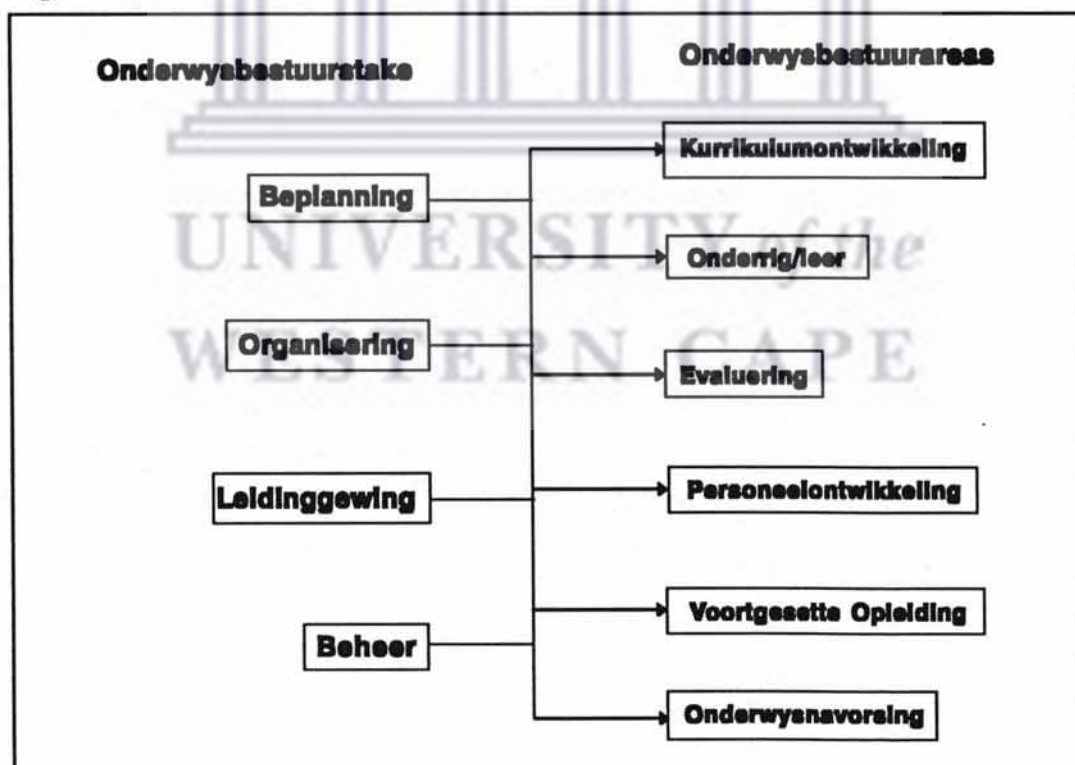 Onderwysbestuurstake
Onderwysbestuurareas
Beplanning
Organisering
Leidinggewing
Beheer
Kurrikulumontwikkeling
Onderrig/leer
Evaluering
Personeelontwikkeling
Voortgesette Opleiding
Onderwysnavorsing
UNIVERSITY of the
WESTERN CAPE